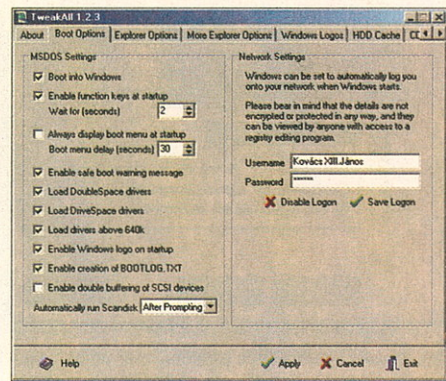 TweakAll 1.2.3
About Boot Options Explorer Options More Explorer Options Windows Logos HDD Cache
MSDOS Settings
Boot into Windows
Enable function keys at startup
Wait for (seconds) 2
Always display boot menu at startup
Boot menu delay (seconds) 30
Enable safe boot warning message
Load DoubleSpace drivers
Load DriveSpace drivers
Load drivers above 640k
Enable Windows logo on startup
Enable creation of BOOTLOG.TXT
Enable double buffering of SCSI devices
Automatically run Scandisk After Prompting
Network Settings
Windows can be set to automatically log you
onto your network when Windows starts.
Please bear in mind that the details are not
encrypted or protected in any way, and they
can be viewed by anyone with access to a
registry editing program.
Username Kovács XIII.János
Password ******
Disable Logon Save Logon
Help Apply Cancel Exit